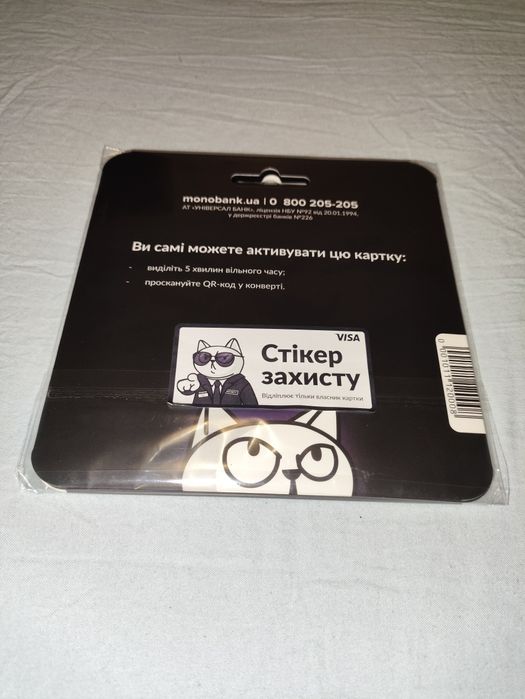 monobank.ua | 0 800 205-205
АТ «УНІВЕРСАЛ БАНК», ліцензія НБУ №92 від 20.01.1994,
у держреєстрі банків №226
Ви самі можете активувати цю картку:
- виділіть 5 хвилин вільного часу;
- проскануйте QR-код у конверті.
VISA
Стікер
захисту
Відліплює тільки власник картки